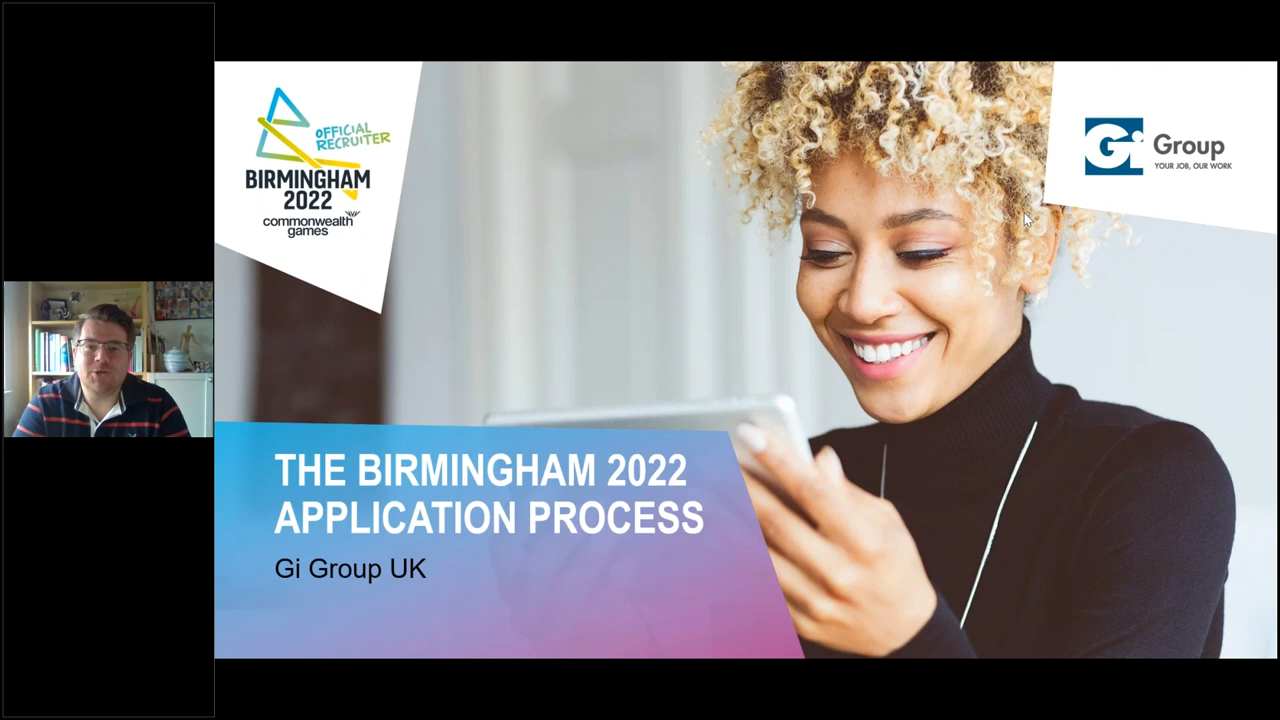 OFFICIAL
RECRUITER
BIRMINGHAM
2022
commonwealth
games
Gi Group
YOUR JOB, OUR WORK
THE BIRMINGHAM 2022
APPLICATION PROCESS
Gi Group UK